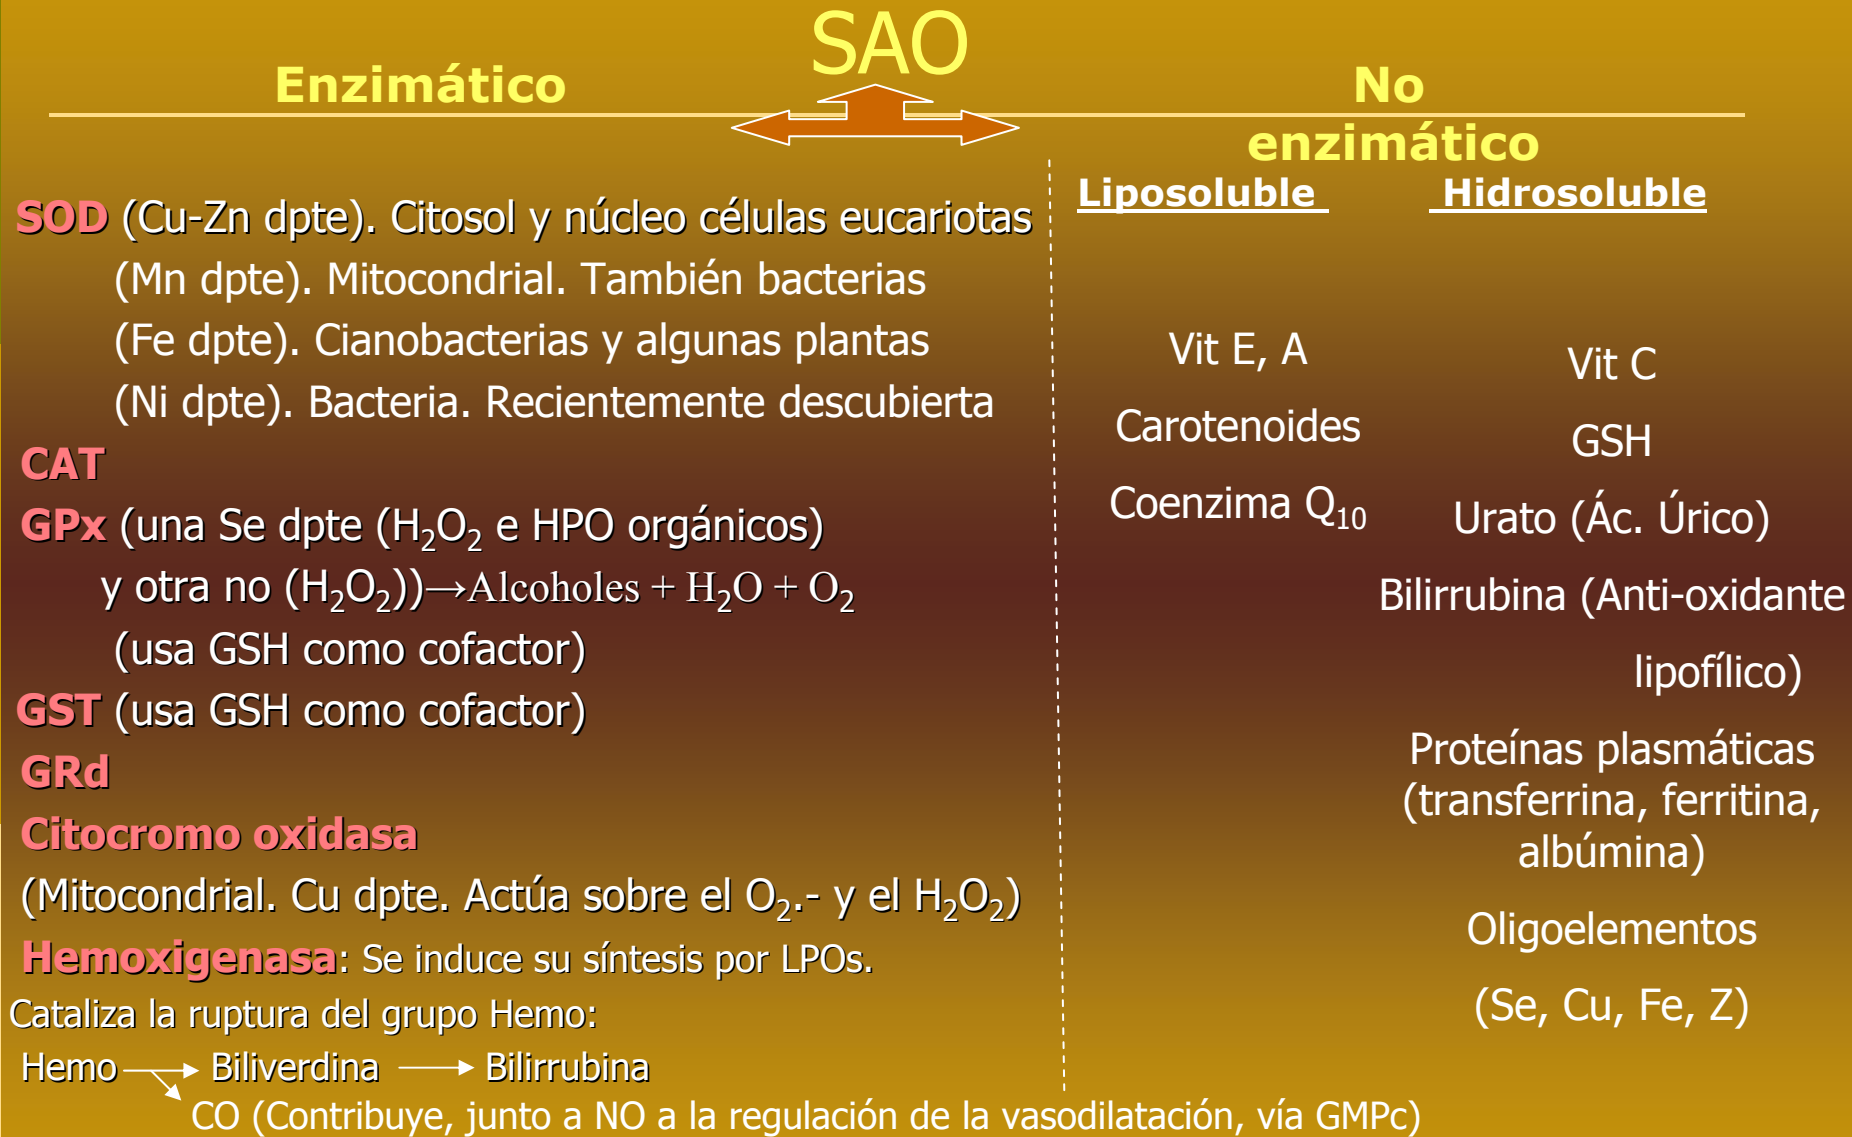 SAO
Enzimático
SOD (Cu-Zn dpte). Citosol y núcleo células eucariotas
(Mn dpte). Mitocondrial. También bacterias
(Fe dpte). Cianobacterias y algunas plantas
(Ni dpte). Bacteria. Recientemente descubierta
CAT
GPx (una Se dpte (H₂O₂ e HPO orgánicos)
y otra no (H₂O₂))→Alcoholes + H₂O + O₂
(usa GSH como cofactor)
GST (usa GSH como cofactor)
GRd
Citocromo oxidasa
(Mitocondrial. Cu dpte. Actúa sobre el O₂.- y el H₂O₂)
Hemoxigenasa: Se induce su síntesis por LPOs.
Cataliza la ruptura del grupo Hemo:
Hemo → Biliverdina → Bilirrubina
CO (Contribuye, junto a NO a la regulación de la vasodilatación, vía GMPc)
No
enzimático
Liposoluble
Vit E, A
Carotenoides
Coenzima Q₁₀
Hidrosoluble
Vit C
GSH
Urato (Ác. Úrico)
Bilirrubina (Anti-oxidante
lipofílico)
Proteínas plasmáticas
(transferrina, ferritina,
albúmina)
Oligoelementos
(Se, Cu, Fe, Z)